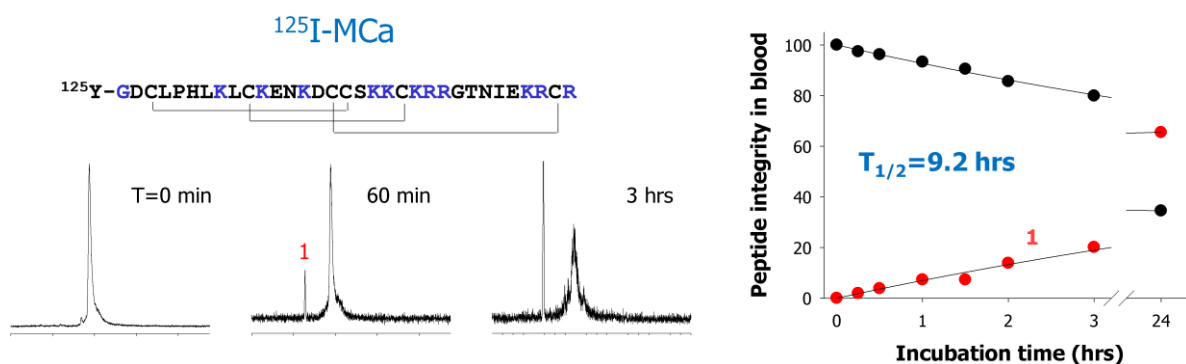 125I-MCa
125Y-GDCLPHLKLCKENKDCCSKKCKRRGTNIEKRCR
T=0 min
60 min
3 hrs
1
Peptide integrity in blood
100
80
60
40
20
0
T1/2=9.2 hrs
1
0
1
2
3
24
Incubation time (hrs)